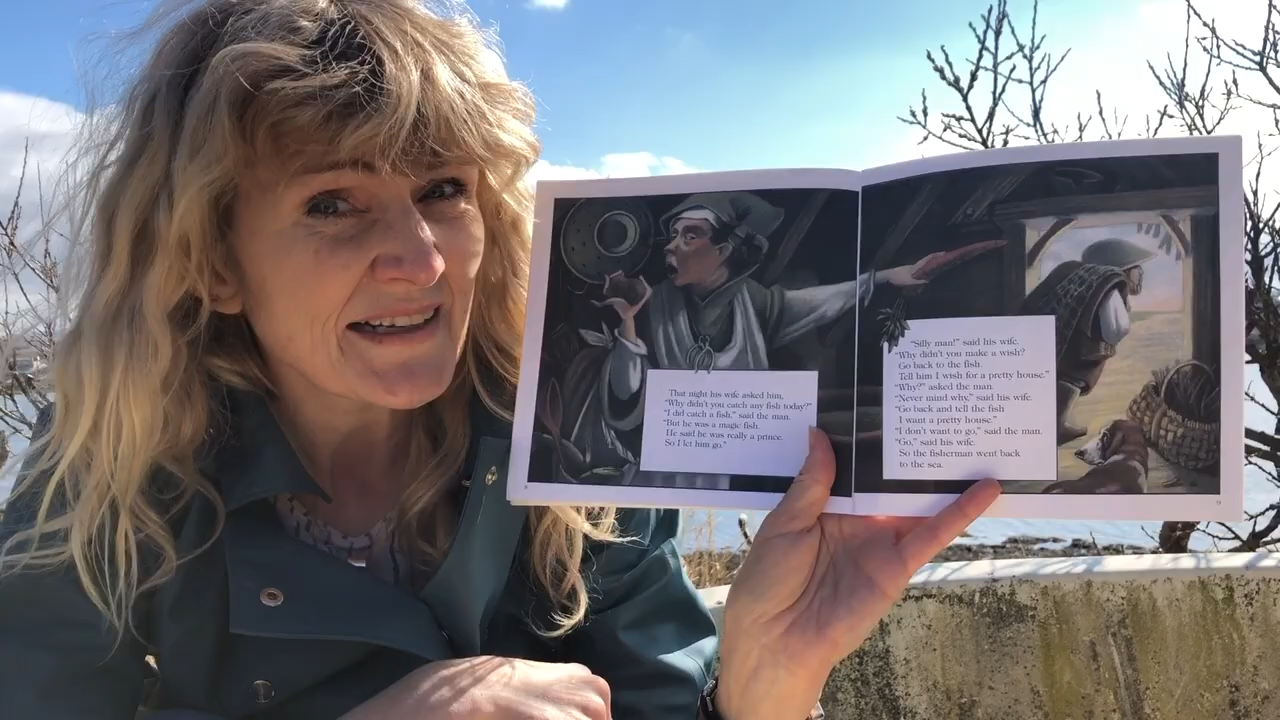 That night his wife asked him,
"Why didn't you catch any fish today?"
"I did catch a fish," said the man.
"But he was a magic fish.
He said he was really a prince.
So I let him go."
"Silly man!" said his wife.
"Why didn't you make a wish?
Go back to the fish.
Tell him I wish for a pretty house."
"Why?" asked the man.
"Never mind why," said his wife.
"Go back and tell the fish
I want a pretty house."
"I don't want to go," said the man.
"Go," said his wife.
So the fisherman went back
to the sea.
8
9